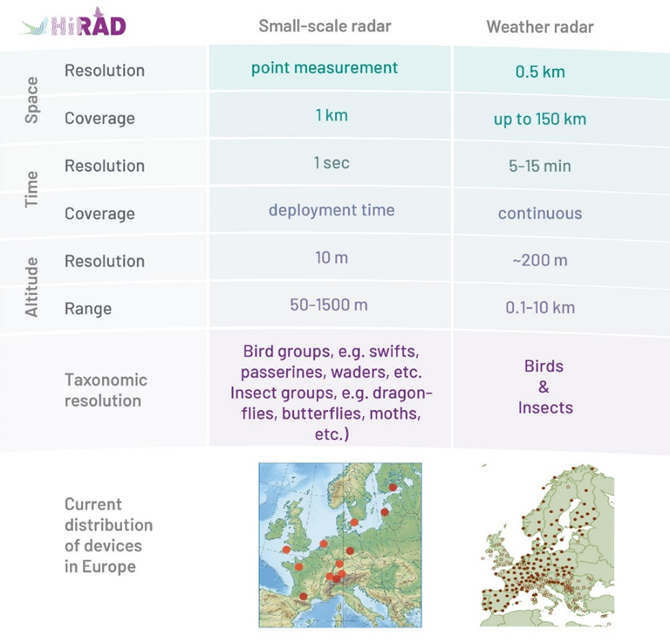 HiRAD
Small-scale radar
Weather radar
Space
Resolution
point measurement
0.5 km
Coverage
1 km
up to 150 km
Time
Resolution
1 sec
5-15 min
Coverage
deployment time
continuous
Altitude
Resolution
10 m
~200 m
Range
50-1500 m
0.1-10 km
Taxonomic
resolution
Bird groups, e.g. swifts,
passerines, waders, etc.
Insect groups, e.g. dragon-
flies, butterflies, moths,
etc.)
Birds
&
Insects
Current
distribution
of devices
in Europe